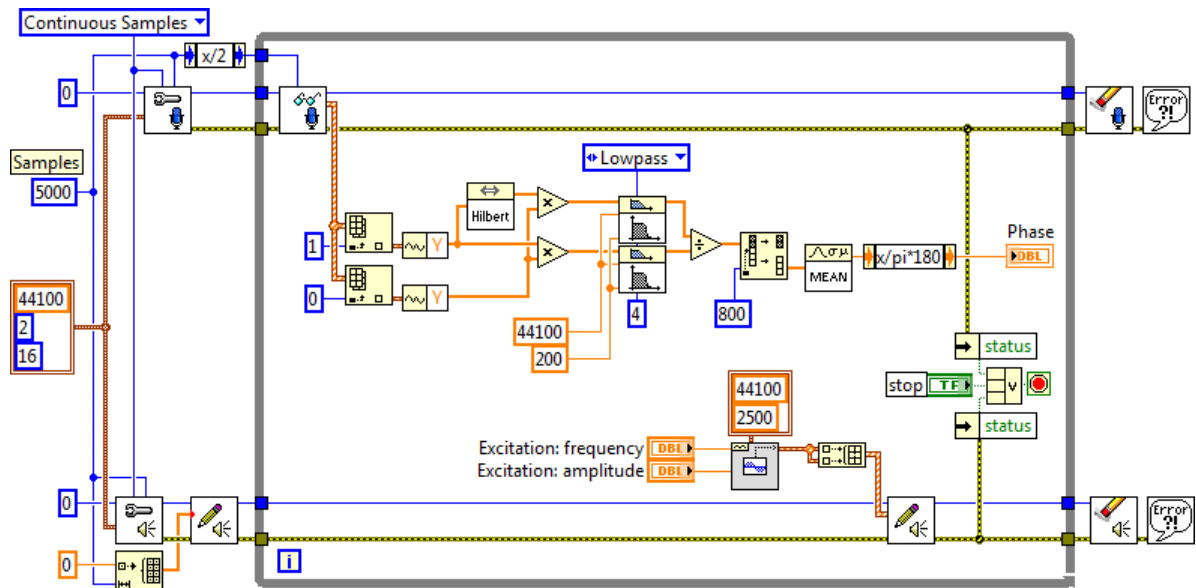 Continuous Samples
x/2
0
Error
?!
Samples
5000
Lowpass
Hilbert
x
1
Y
x
÷
σμ
MEAN
x/pi*180
Phase
DBL
0
Y
44100
2
16
44100
200
4
800
status
stop
TF
v
44100
2500
status
Excitation: frequency
DBL
Excitation: amplitude
DBL
0
Error
?!
0
i